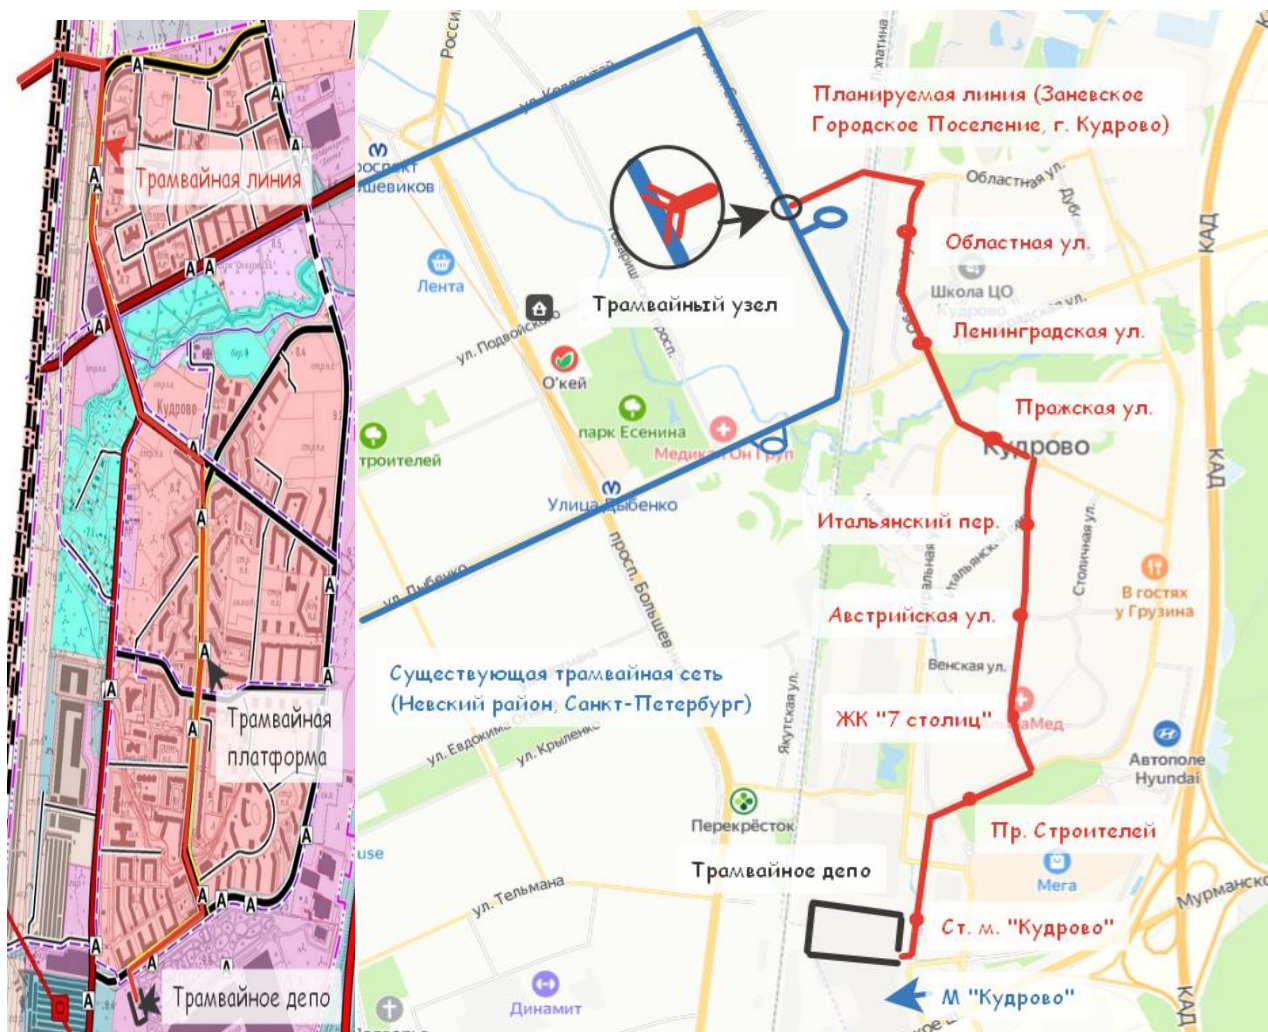 Трамвайная линия
Кудрово
Трамвайная
платформа
Трамвайное депо
Планируемая линия (Заневское
Городское Поселение, г. Кудрово)
ул. Коллонтай
Областная ул.
Областная ул.
Школа ЦО
Кудрово
Лента
Трамвайный узел
ул. Подвойского
Ленинградская ул.
О'кей
парк Есенина
Пражская ул.
Кудрово
КАД
КАД
Улица Дыбенко
ул. Дыбенко
просп. Большевиков
Итальянский пер.
Столичная ул.
В гостях
у Грузина
Австрийская ул.
Венская ул.
Существующая трамвайная сеть
(Невский район, Санкт-Петербург)
ЖК "7 столиц"
ул. Крыленко
Якутская ул.
Автополе
Hyundai
Перекрёсток
Пр. Строителей
Трамвайное депо
Мега
ул. Тельмана
Ст. м. "Кудрово"
Мурманско
Динамит
М "Кудрово"
КАД